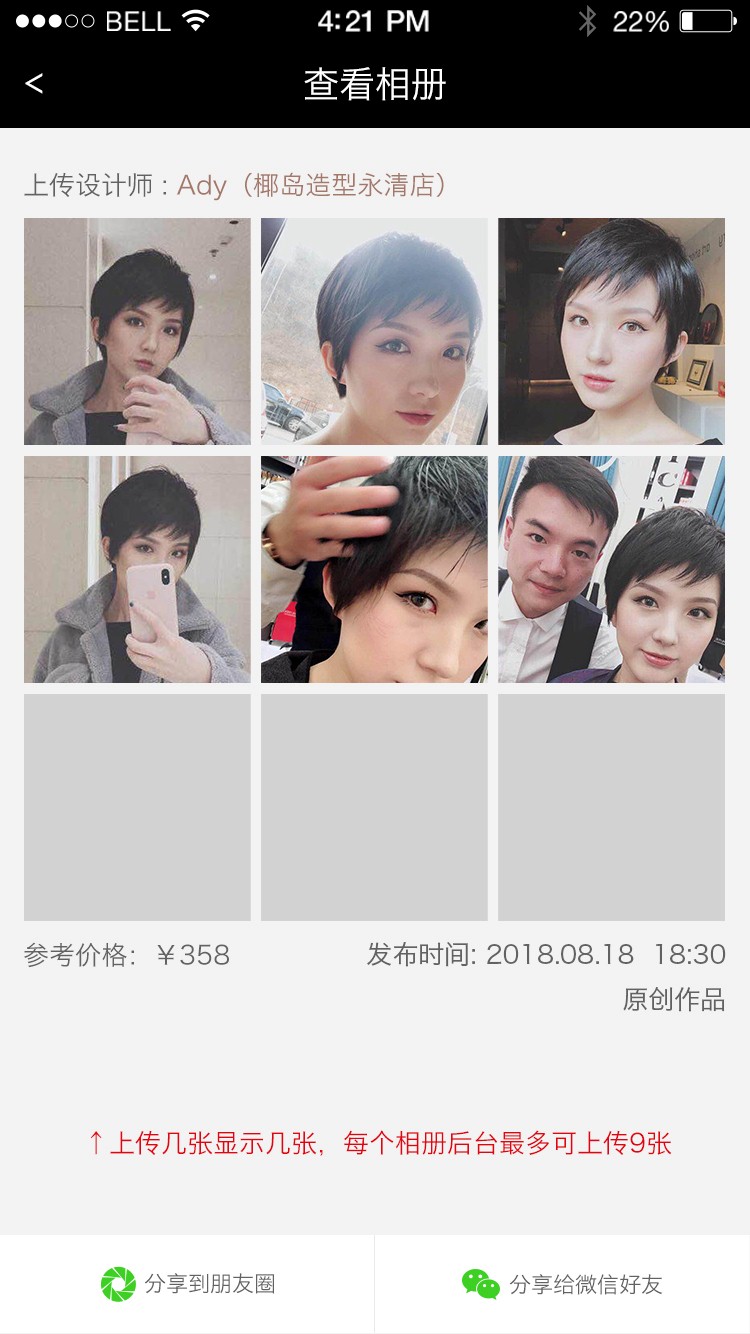 BELL 4:21 PM 22%
< 查看相册
上传设计师 : Ady（椰岛造型永清店）
参考价格: ￥358 发布时间: 2018.08.18 18:30
原创作品
↑上传几张显示几张, 每个相册后台最多可上传9张
分享到朋友圈 分享给微信好友